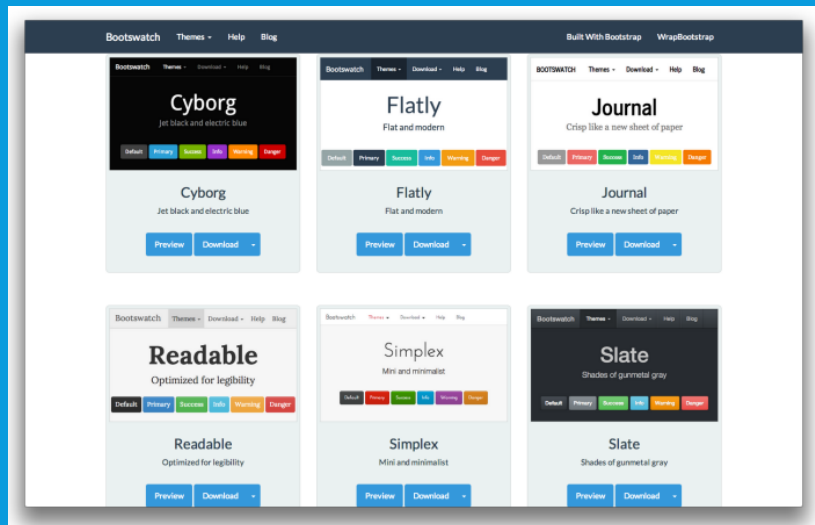 Bootswatch Themes Help Blog Built With Bootstrap WrapBootstrap
Bootswatch Themes Download Help Blog
Cyborg
Jet black and electric blue
Default Primary Success Info Warning Danger
Cyborg
Jet black and electric blue
Preview Download
Bootswatch Themes Download Help Blog
Flatly
Flat and modern
Default Primary Success Info Warning Danger
Flatly
Flat and modern
Preview Download
BOOTSWATCH Themes Download Help Blog
Journal
Crisp like a new sheet of paper
Default Primary Success Info Warning Danger
Journal
Crisp like a new sheet of paper
Preview Download
Bootswatch Themes Download Help Blog
Readable
Optimized for legibility
Default Primary Success Info Warning Danger
Readable
Optimized for legibility
Preview Download
Bootswatch Themes Download Help Blog
Simplex
Mini and minimalist
Default Primary Success Info Warning Danger
Simplex
Mini and minimalist
Preview Download
Bootswatch Themes Download Help Blog
Slate
Shades of gunmetal gray
Default Primary Success Info Warning Danger
Slate
Shades of gunmetal gray
Preview Download